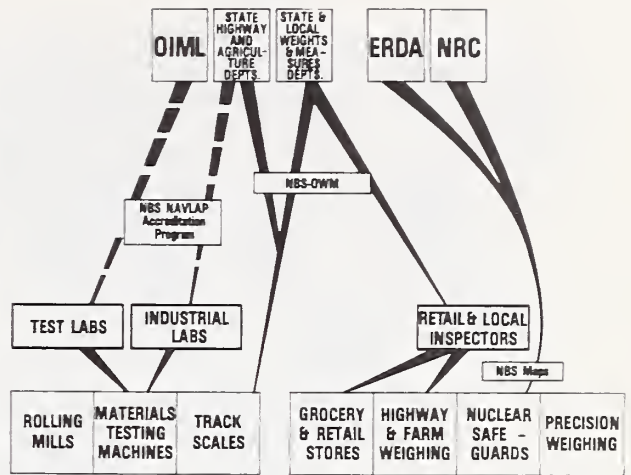 OIML
STATE
HIGHWAY
AND
AGRICUL-
TURE
DEPTS.
STATE &
LOCAL
WEIGHTS
& MEA-
SURES
DEPTS.
ERDA
NRC
NBS-OWM
NBS NAVLAP
Accreditation
Program
TEST LABS
INDUSTRIAL
LABS
RETAIL & LOCAL
INSPECTORS
NBS Maps
ROLLING
MILLS
MATERIALS
TESTING
MACHINES
TRACK
SCALES
GROCERY
& RETAIL
STORES
HIGHWAY
& FARM
WEIGHING
NUCLEAR
SAFE -
GUARDS
PRECISION
WEIGHING